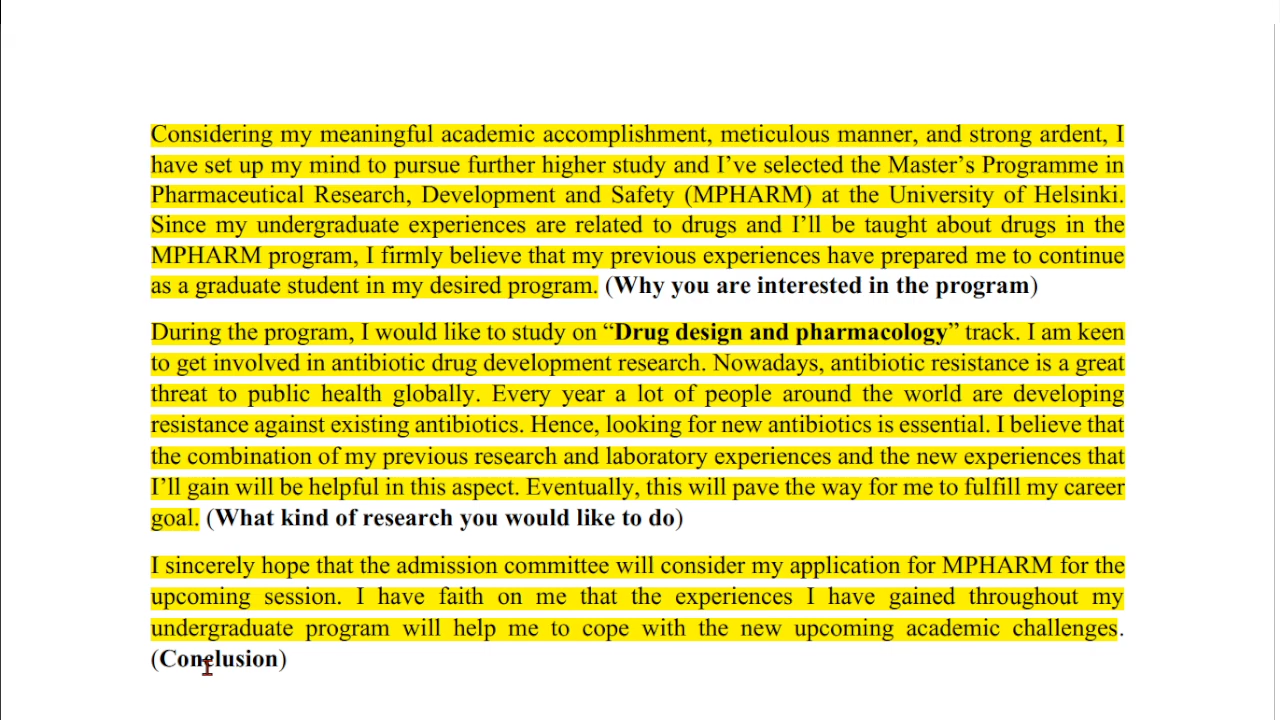 Considering my meaningful academic accomplishment, meticulous manner, and strong ardent, I
have set up my mind to pursue further higher study and I’ve selected the Master’s Programme in
Pharmaceutical Research, Development and Safety (MPHARM) at the University of Helsinki.
Since my undergraduate experiences are related to drugs and I’ll be taught about drugs in the
MPHARM program, I firmly believe that my previous experiences have prepared me to continue
as a graduate student in my desired program. (Why you are interested in the program)
During the program, I would like to study on “Drug design and pharmacology” track. I am keen
to get involved in antibiotic drug development research. Nowadays, antibiotic resistance is a great
threat to public health globally. Every year a lot of people around the world are developing
resistance against existing antibiotics. Hence, looking for new antibiotics is essential. I believe that
the combination of my previous research and laboratory experiences and the new experiences that
I’ll gain will be helpful in this aspect. Eventually, this will pave the way for me to fulfill my career
goal. (What kind of research you would like to do)
I sincerely hope that the admission committee will consider my application for MPHARM for the
upcoming session. I have faith on me that the experiences I have gained throughout my
undergraduate program will help me to cope with the new upcoming academic challenges.
(Conclusion)